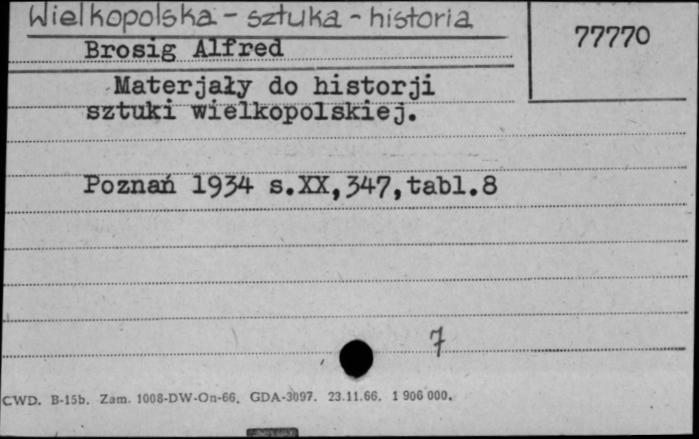 Wielkopolska - sztuka - historia
77770
Brosig Alfred
Materjały do historji
sztuki wielkopolskiej.
Poznań 1934 s.XX,347,tabl.8
7
CWD. B-15b. Zam. 1008-DW-On-66. GDA-3097. 23.11.66. 1 906 000.